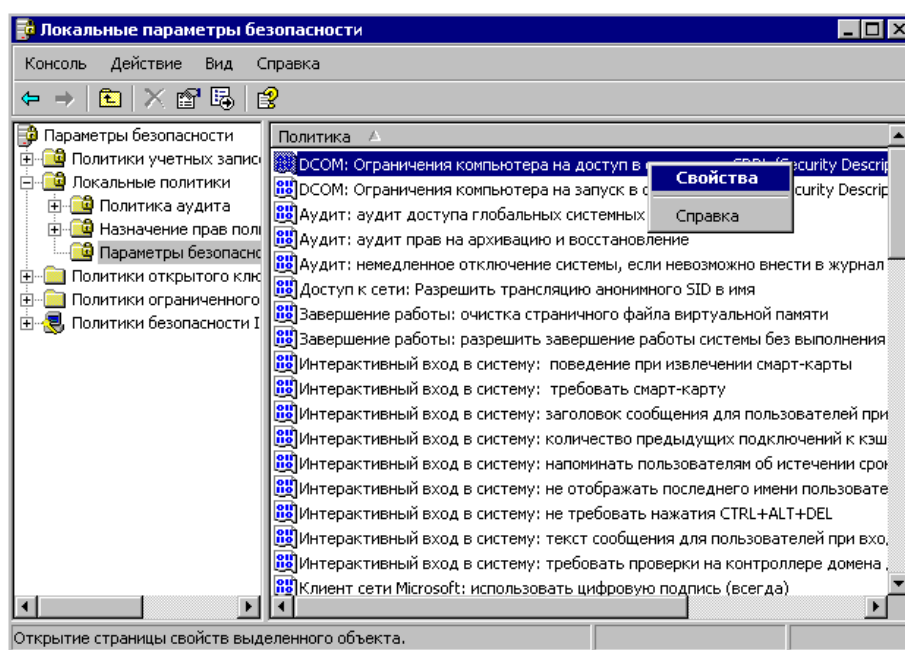 Локальные параметры безопасности
Консоль Действие Вид Справка
Параметры безопасности
Политики учетных записе
Локальные политики
Политика аудита
Назначение прав пол
Параметры безопасно
Политики открытого клю
Политики ограниченного
Политики безопасности I
Политика
DCOM: Ограничения компьютера на доступ в
DCOM: Ограничения компьютера на запуск в
Свойства
Справка
Аудит: аудит доступа глобальных системных
Аудит: аудит прав на архивацию и восстановление
Аудит: немедленное отключение системы, если невозможно внести в журнал
Доступ к сети: Разрешить трансляцию анонимного SID в имя
Завершение работы: очистка страничного файла виртуальной памяти
Завершение работы: разрешить завершение работы системы без выполнения
Интерактивный вход в систему: поведение при извлечении смарт-карты
Интерактивный вход в систему: требовать смарт-карту
Интерактивный вход в систему: заголовок сообщения для пользователей при
Интерактивный вход в систему: количество предыдущих подключений к кэш
Интерактивный вход в систему: напоминать пользователям об истечении сро
Интерактивный вход в систему: не отображать последнего имени пользовате
Интерактивный вход в систему: не требовать нажатия CTRL+ALT+DEL
Интерактивный вход в систему: текст сообщения для пользователей при вхо
Интерактивный вход в систему: требовать проверки на контроллере домена
Клиент сети Microsoft: использовать цифровую подпись (всегда)
Открытие страницы свойств выделенного объекта.